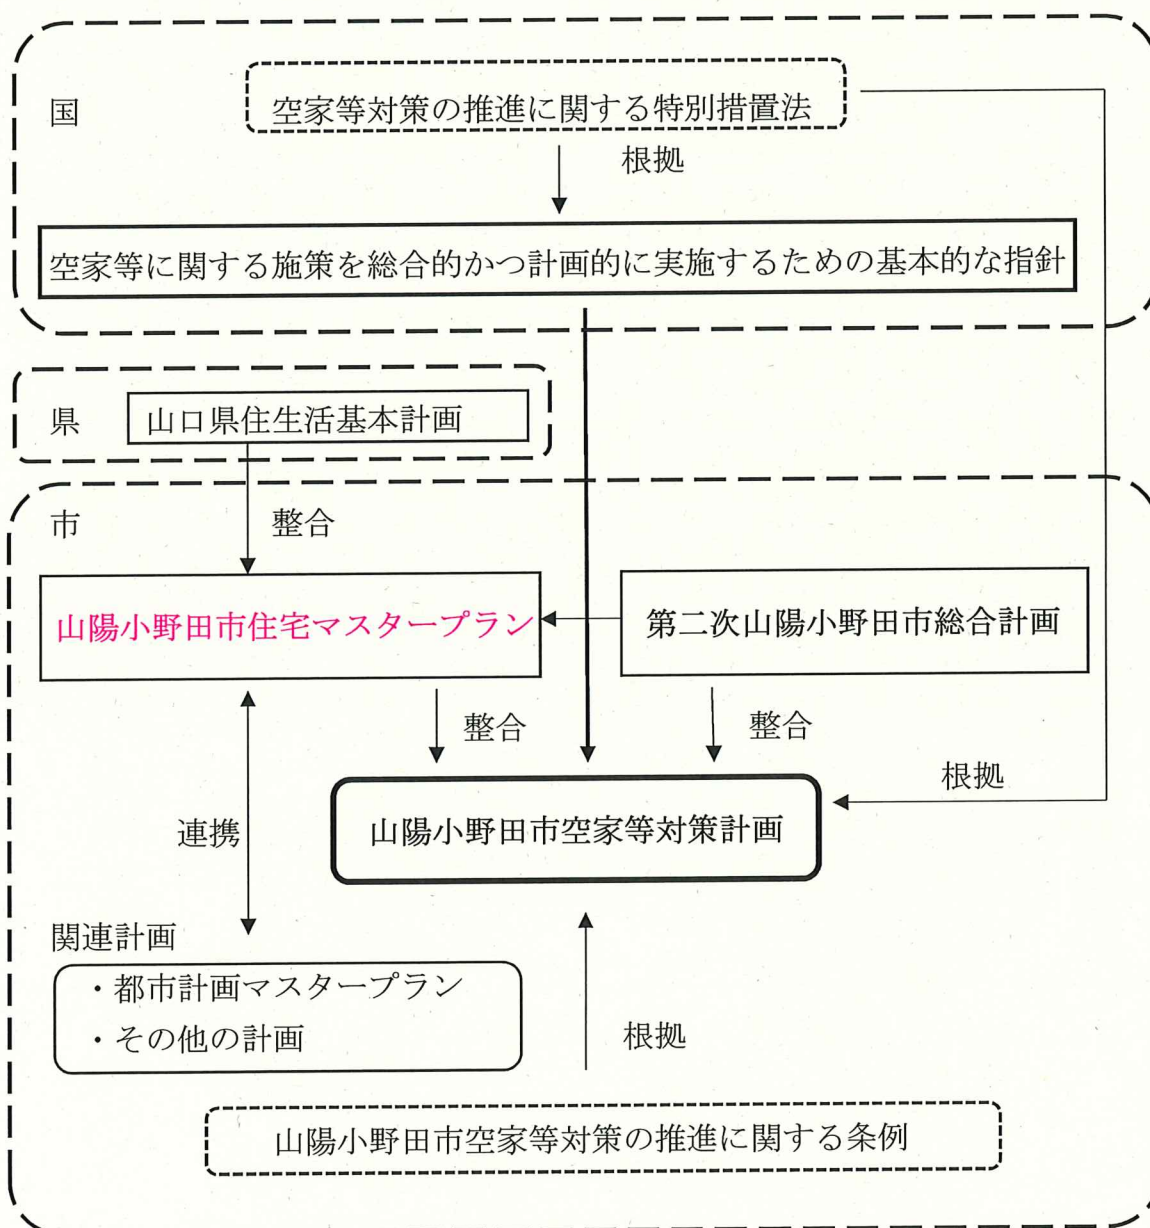 国
空家等対策の推進に関する特別措置法
根拠
空家等に関する施策を総合的かつ計画的に実施するための基本的な指針
県
山口県住生活基本計画
市
整合
山陽小野田市住宅マスタープラン
第二次山陽小野田市総合計画
整合
整合
根拠
山陽小野田市空家等対策計画
連携
関連計画
・都市計画マスタープラン
・その他の計画
根拠
山陽小野田市空家等対策の推進に関する条例